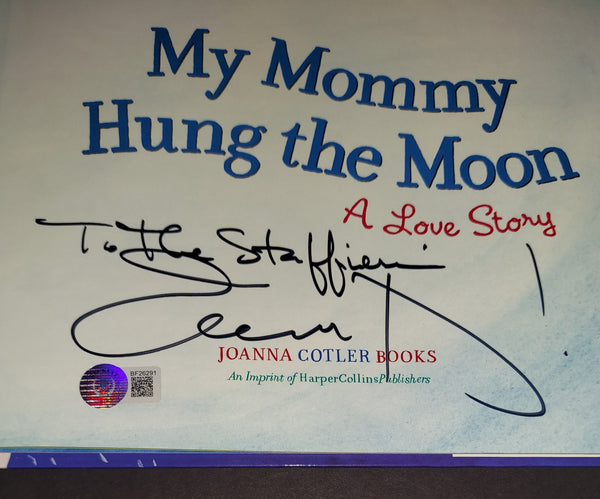 My Mommy
Hung the Moon
A Love Story
To The Staffieri
!
JOANNA COTLER BOOKS
An Imprint of HarperCollinsPublishers
BF26291